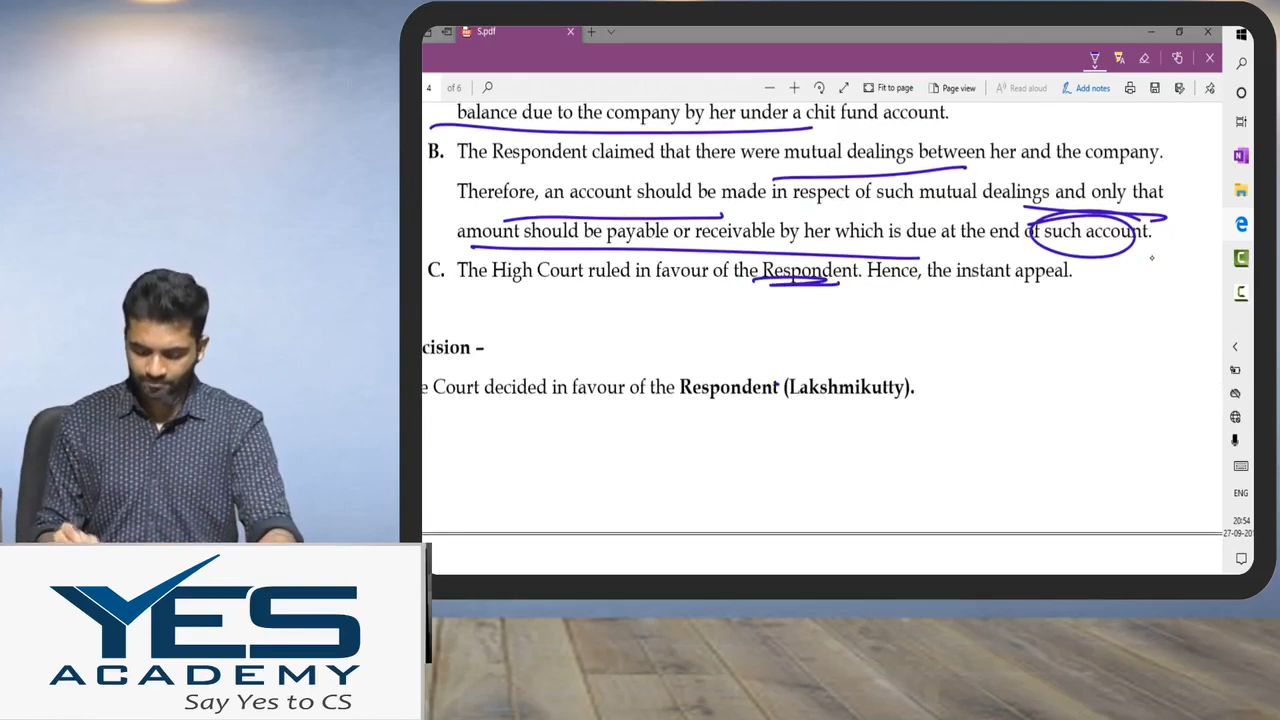 S.pdf
4 of 6
Fit to page
Page view
Read aloud
Add notes
balance due to the company by her under a chit fund account.
B. The Respondent claimed that there were mutual dealings between her and the company.
Therefore, an account should be made in respect of such mutual dealings and only that
amount should be payable or receivable by her which is due at the end of such account.
C. The High Court ruled in favour of the Respondent. Hence, the instant appeal.
cision –
e Court decided in favour of the Respondent (Lakshmikutty).
ENG
20:54
27-09-20
YES
ACADEMY
Say Yes to CS